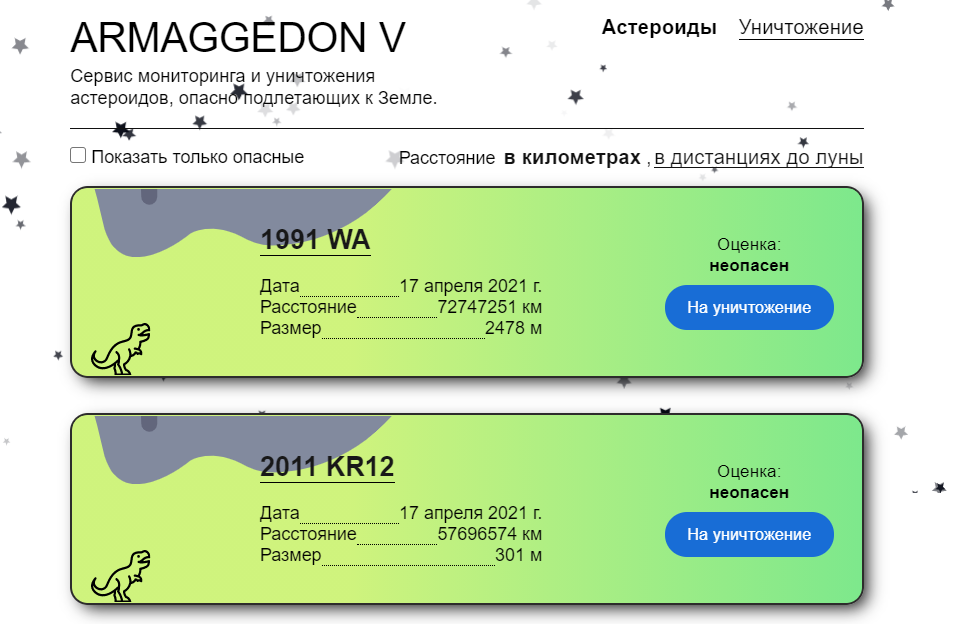 ARMAGGEDON V
Астероиды Уничтожение
Сервис мониторинга и уничтожения
астероидов, опасно подлетающих к Земле.
Показать только опасные
Расстояние в километрах , в дистанциях до луны
1991 WA
Дата 17 апреля 2021 г.
Расстояние 72747251 км
Размер 2478 м
Оценка:
неопасен
На уничтожение
2011 KR12
Дата 17 апреля 2021 г.
Расстояние 57696574 км
Размер 301 м
Оценка:
неопасен
На уничтожение